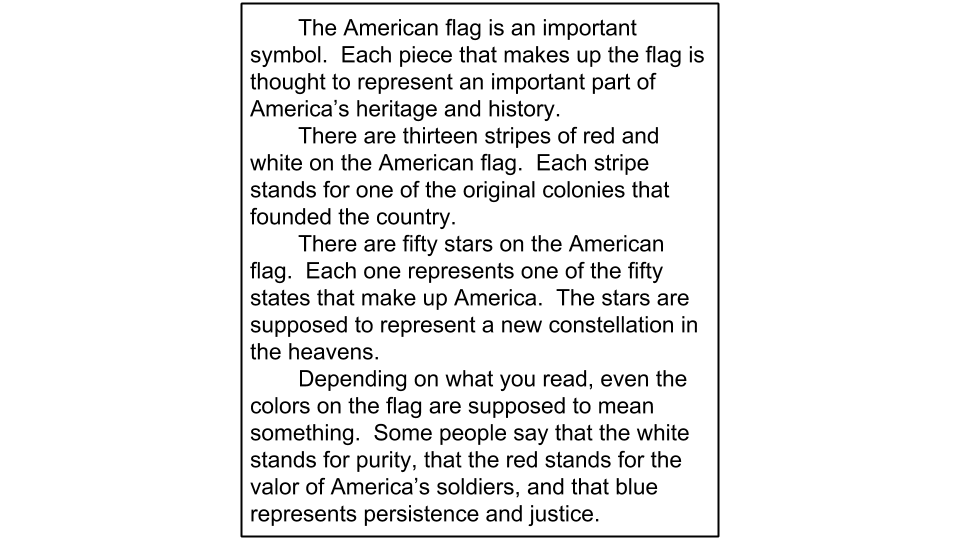 The American flag is an important
symbol.  Each piece that makes up the flag is
thought to represent an important part of
America’s heritage and history.
There are thirteen stripes of red and
white on the American flag.  Each stripe
stands for one of the original colonies that
founded the country.
There are fifty stars on the American
flag.  Each one represents one of the fifty
states that make up America.  The stars are
supposed to represent a new constellation in
the heavens.
Depending on what you read, even the
colors on the flag are supposed to mean
something.  Some people say that the white
stands for purity, that the red stands for the
valor of America’s soldiers, and that blue
represents persistence and justice.